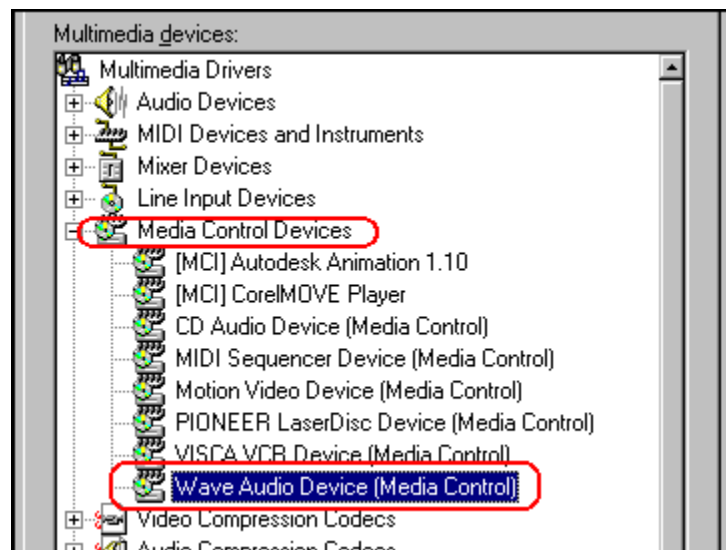 Multimedia devices:
Multimedia Drivers
Audio Devices
MIDI Devices and Instruments
Mixer Devices
Line Input Devices
Media Control Devices
[MCI] Autodesk Animation 1.10
[MCI] CorelMOVE Player
CD Audio Device (Media Control)
MIDI Sequencer Device (Media Control)
Motion Video Device (Media Control)
PIONEER LaserDisc Device (Media Control)
VISCA VCR Device (Media Control)
Wave Audio Device (Media Control)
Video Compression Codecs
Audio Compression Codecs